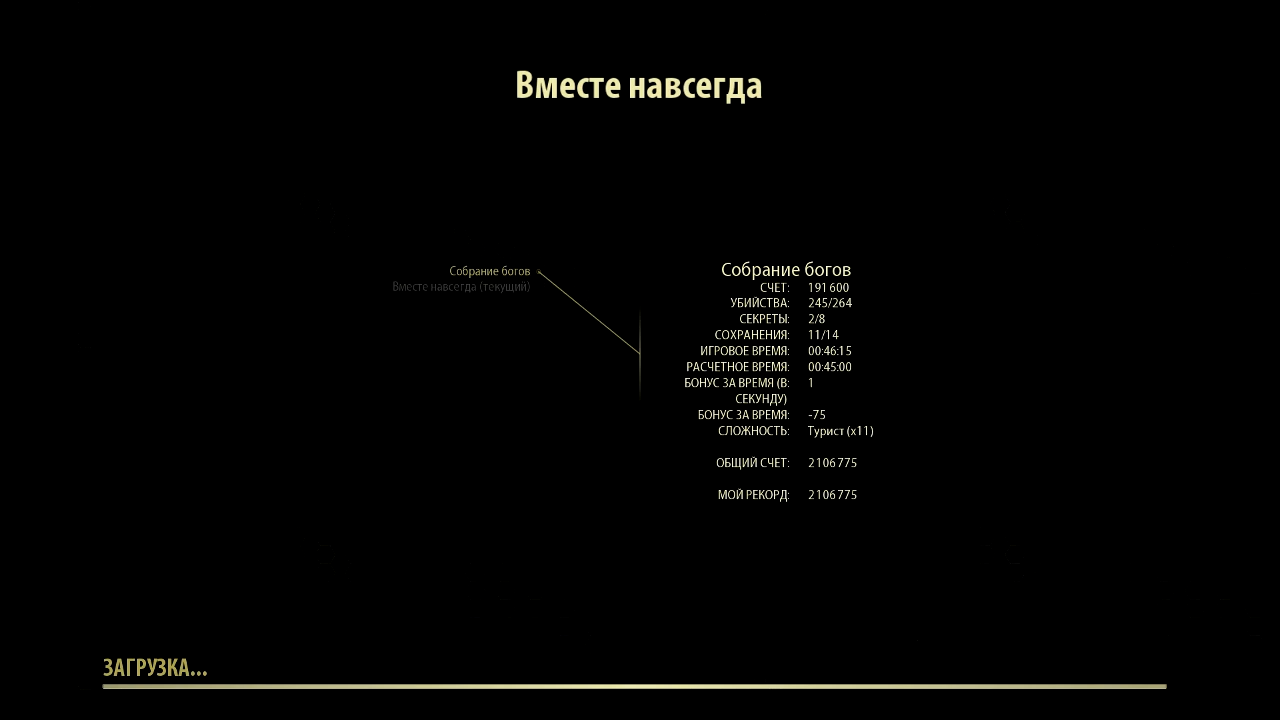 Вместе навсегда
Собрание богов
Вместе навсегда (текущий)
Собрание богов
СЧЕТ: 191600
УБИЙСТВА: 245/264
СЕКРЕТЫ: 2/8
СОХРАНЕНИЯ: 11/14
ИГРОВОЕ ВРЕМЯ: 00:46:15
РАСЧЕТНОЕ ВРЕМЯ: 00:45:00
БОНУС ЗА ВРЕМЯ (В: 1
СЕКУНДУ)
БОНУС ЗА ВРЕМЯ: -75
СЛОЖНОСТЬ: Турист (x11)
ОБЩИЙ СЧЕТ: 2106775
МОЙ РЕКОРД: 2106775
ЗАГРУЗКА...